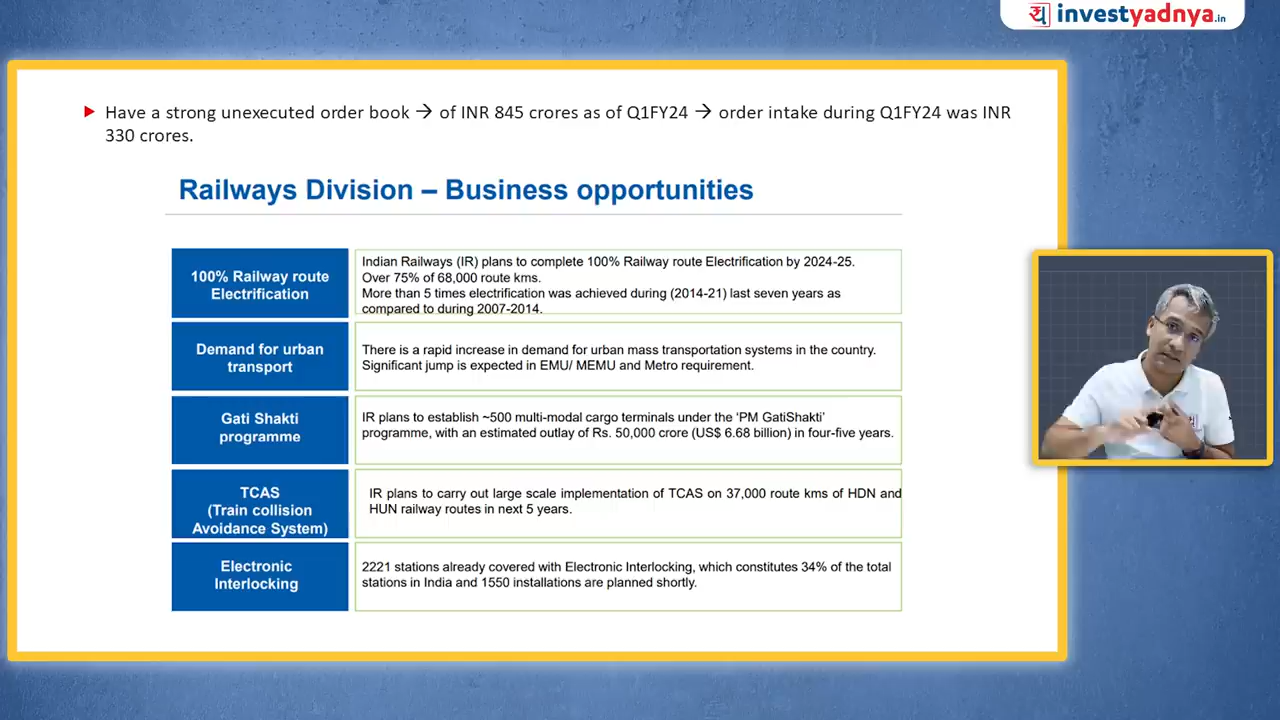 investyadnya.in
Have a strong unexecuted order book → of INR 845 crores as of Q1FY24 → order intake during Q1FY24 was INR
330 crores.
Railways Division – Business opportunities
100% Railway route
Electrification
Indian Railways (IR) plans to complete 100% Railway route Electrification by 2024-25.
Over 75% of 68,000 route kms.
More than 5 times electrification was achieved during (2014-21) last seven years as
compared to during 2007-2014.
Demand for urban
transport
There is a rapid increase in demand for urban mass transportation systems in the country.
Significant jump is expected in EMU/ MEMU and Metro requirement.
Gati Shakti
programme
IR plans to establish ~500 multi-modal cargo terminals under the ‘PM GatiShakti’
programme, with an estimated outlay of Rs. 50,000 crore (US$ 6.68 billion) in four-five years.
TCAS
(Train collision
Avoidance System)
IR plans to carry out large scale implementation of TCAS on 37,000 route kms of HDN and
HUN railway routes in next 5 years.
Electronic
Interlocking
2221 stations already covered with Electronic Interlocking, which constitutes 34% of the total
stations in India and 1550 installations are planned shortly.